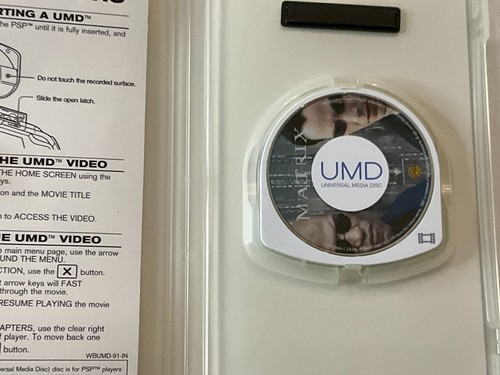 RTING A UMD™
PSP™ until it is fully inserted, and
Do not touch the recorded surface.
Slide the open latch.
HE UMD™ VIDEO
THE HOME SCREEN using the
ys.
on and the MOVIE TITLE
n to ACCESS THE VIDEO.
E UMD™ VIDEO
main menu page, use the arrow
UND THE MENU.
CTION, use the X button.
t arrow keys will FAST
through the movie.
RESUME PLAYING the movie
APTERS, use the clear right
f player. To move back one
button.
WBUMD-91-IN
ersal Media Disc) disc is for PSP™ players
MATRIX
UMD
UNIVERSAL MEDIA DISC